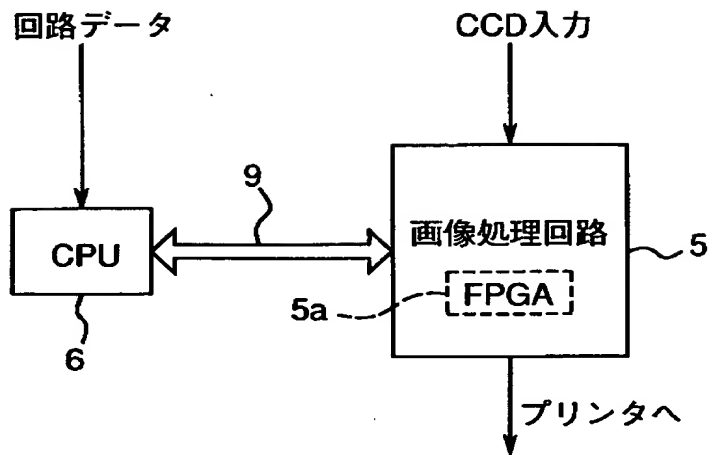 回路データ
CCD入力
9
CPU
画像処理回路
5
5a
FPGA
6
プリンタへ